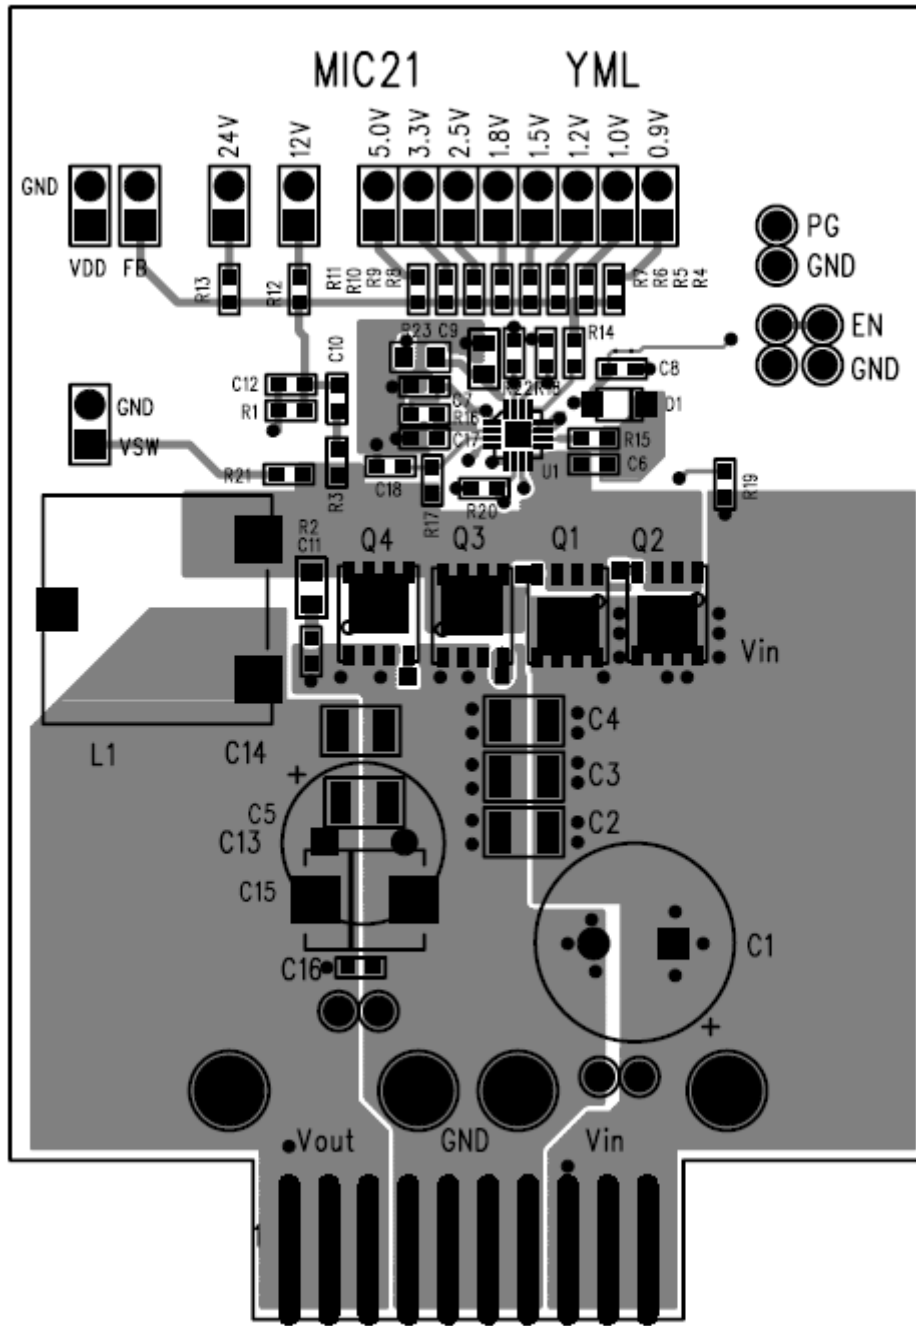 MIC21 YML
24V 12V 5.0V 3.3V 2.5V 1.8V 1.5V 1.2V 1.0V 0.9V
GND
VDD FB
PG
GND
EN
GND
R13 R12 R11 R10 R9 R8 R7 R6 R5 R4
R23 C9 R14
C10
C12
R1
C7
R16
C17
C8
D1
R15
C6
U1
GND
VSW
R21 R3 C18 R17 R20 R19
R2
C11
Q4 Q3 Q1 Q2
Vin
L1 C14
C4
C3
C2
C5
C13
C15
C16
C1
+
+
Vout GND Vin